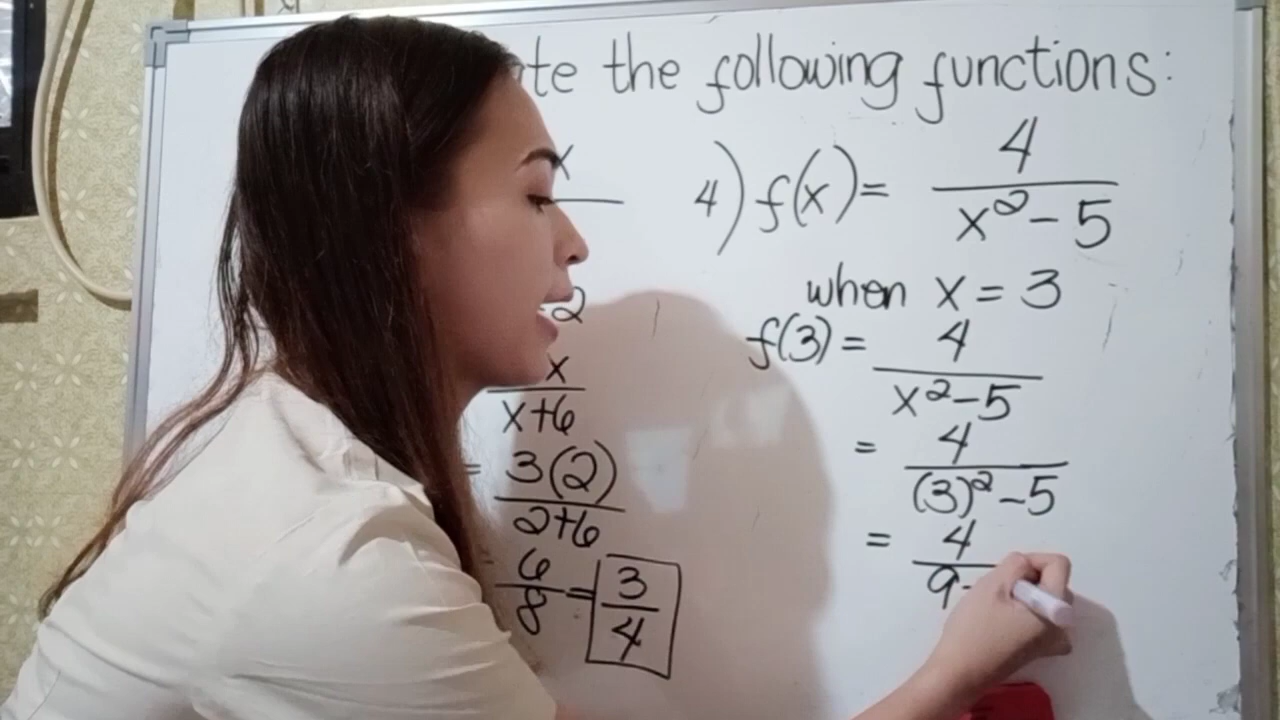 the following functions:
x
2
x
x+6
= 3(2)
2+6
6
8
= 3
4
4) f(x) = 4
x² - 5
when x = 3
f(3) = 4
x² - 5
= 4
(3)² - 5
= 4
9 -